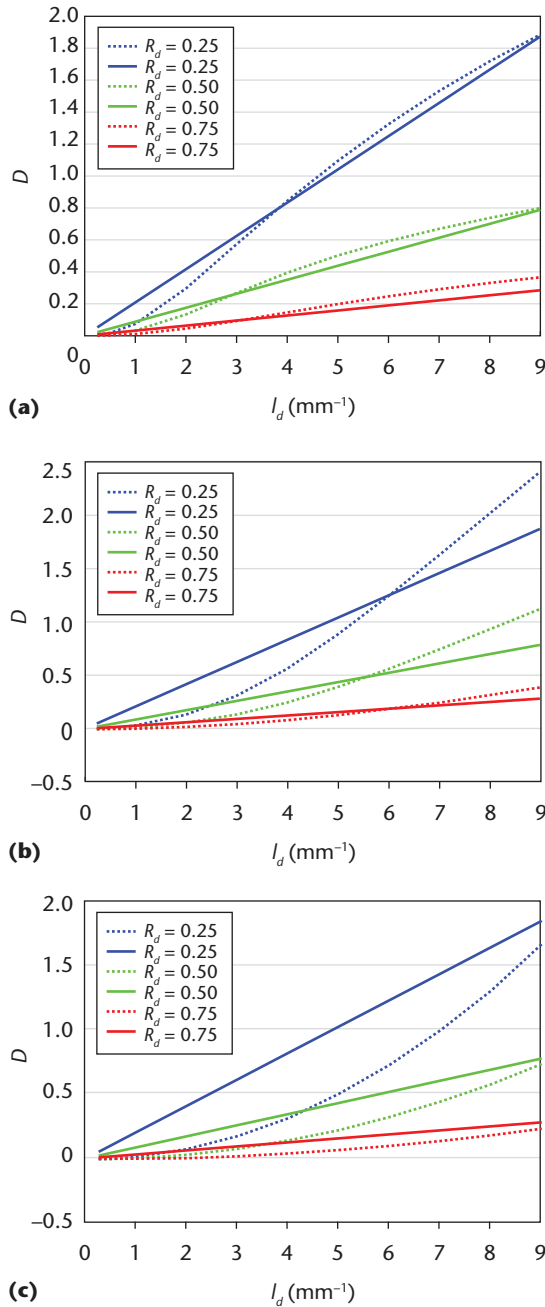 2.0
1.8
1.6
1.4
1.2
1.0
0.8
0.6
0.4
0.2
0
D
R_d = 0.25
R_d = 0.25
R_d = 0.50
R_d = 0.50
R_d = 0.75
R_d = 0.75
0 1 2 3 4 5 6 7 8 9
l_d (mm⁻¹)
(a)
2.5
2.0
1.5
1.0
0.5
0
−0.5
D
R_d = 0.25
R_d = 0.25
R_d = 0.50
R_d = 0.50
R_d = 0.75
R_d = 0.75
0 1 2 3 4 5 6 7 8 9
l_d (mm⁻¹)
(b)
2.0
1.5
1.0
0.5
0
−0.5
D
R_d = 0.25
R_d = 0.25
R_d = 0.50
R_d = 0.50
R_d = 0.75
R_d = 0.75
0 1 2 3 4 5 6 7 8 9
l_d (mm⁻¹)
(c)